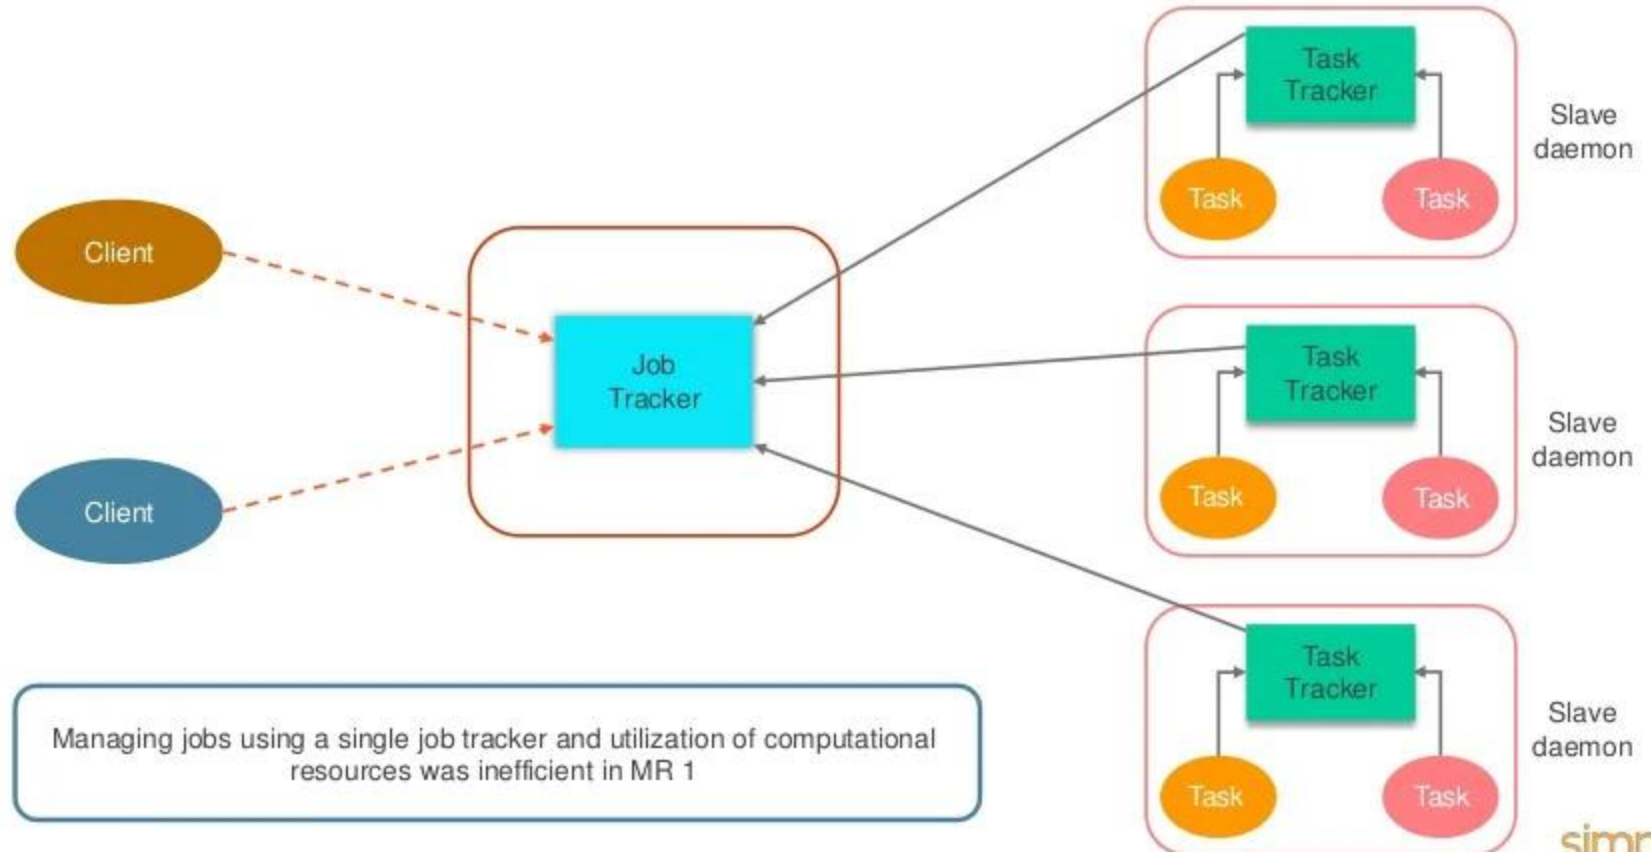 Client
Client
Job
Tracker
Task
Tracker
Task
Task
Slave
daemon
Task
Tracker
Task
Task
Slave
daemon
Task
Tracker
Task
Task
Slave
daemon
Managing jobs using a single job tracker and utilization of computational
resources was inefficient in MR 1